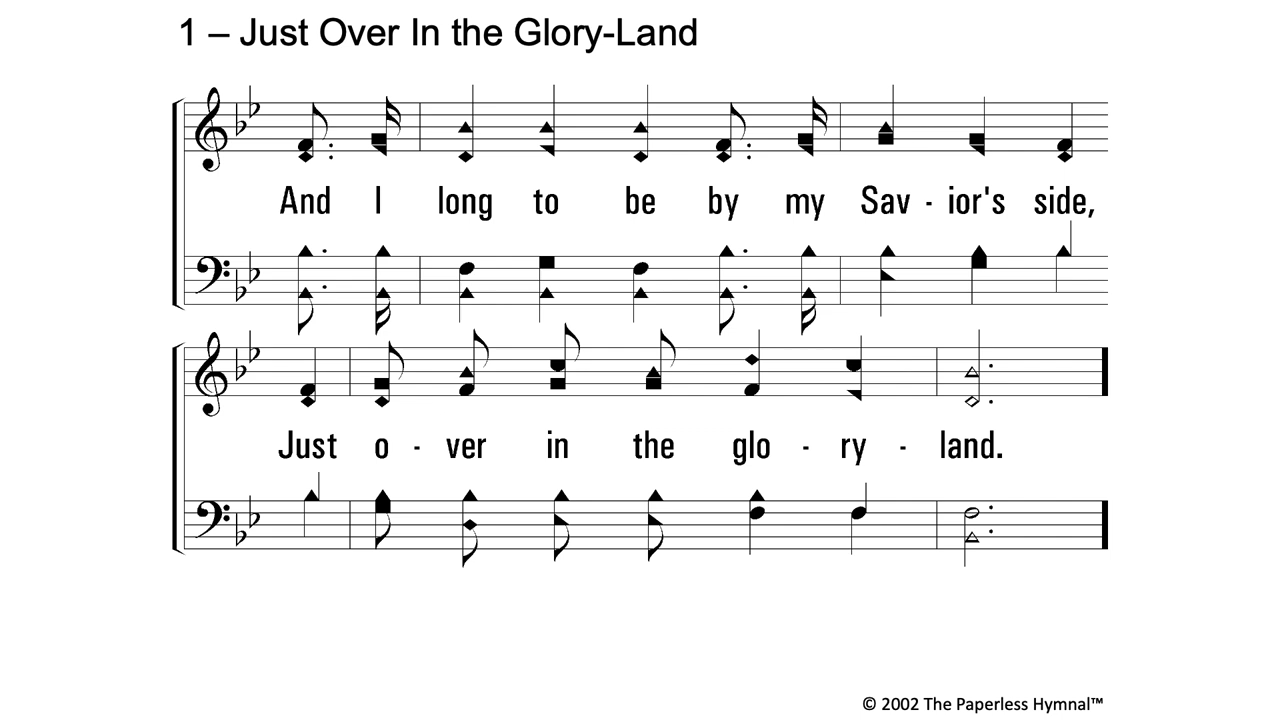 1 – Just Over In the Glory-Land
And I long to be by my Sav - ior's side,
Just o - ver in the glo - ry - land.
© 2002 The Paperless Hymnal™